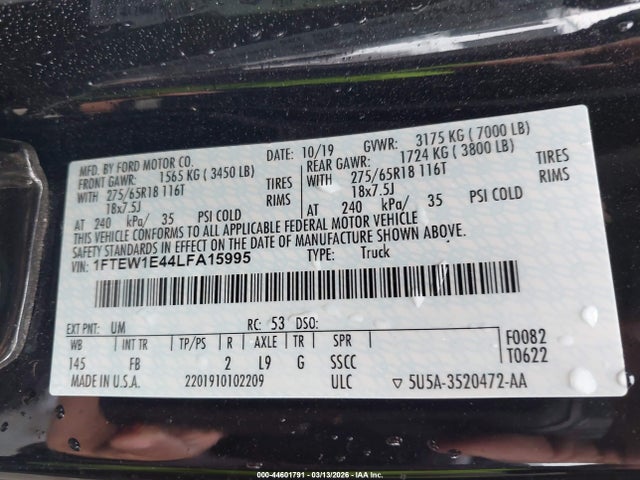 MFD. BY FORD MOTOR CO. DATE: 10/19 GVWR: 3175 KG ( 7000 LB)
FRONT GAWR: 1565 KG ( 3450 LB) REAR GAWR: 1724 KG ( 3800 LB)
WITH 275/65R18 116T TIRES WITH 275/65R18 116T TIRES
18x7.5J RIMS 18x7.5J RIMS
AT 240 kPa/ 35 PSI COLD AT 240 kPa/ 35 PSI COLD
THIS VEHICLE CONFORMS TO ALL APPLICABLE FEDERAL MOTOR VEHICLE
SAFETY STANDARDS IN EFFECT ON THE DATE OF MANUFACTURE SHOWN ABOVE.
VIN: 1FTEW1E44LFA15995 TYPE: Truck
EXT PNT: UM RC: 53 DSO:
WB INT TR TP/PS R AXLE TR SPR F0082
145 FB 2 L9 G SSCC T0622
MADE IN U.S.A. 2201910102209 ULC ▽ 5U5A-3520472-AA
000-44601791 - 03/13/2026 - IAA Inc.